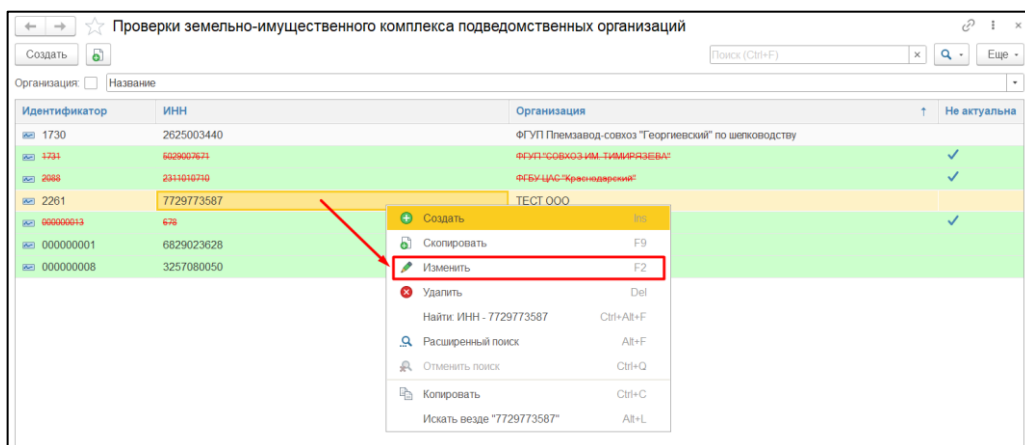 Проверки земельно-имущественного комплекса подведомственных организаций
Создать Поиск (Ctrl+F) × Еще
Организация: Название
Идентификатор ИНН Организация ↑ Не актуальна
1730 2625003440 ФГУП Племзавод-совхоз "Георгиевский" по шелководству
1731 5029007671 ФГУП "СОВХОЗ ИМ. ТИМИРЯЗЕВА"
2088 2311010710 ФГБУ ЦАС "Краснодарский"
2261 7729773587 ТЕСТ ООО
000000013 678
000000001 6829023628
000000008 3257080050
Создать Ins
Скопировать F9
Изменить F2
Удалить Del
Найти: ИНН - 7729773587 Ctrl+Alt+F
Расширенный поиск Alt+F
Отменить поиск Ctrl+Q
Копировать Ctrl+C
Искать везде "7729773587" Alt+L